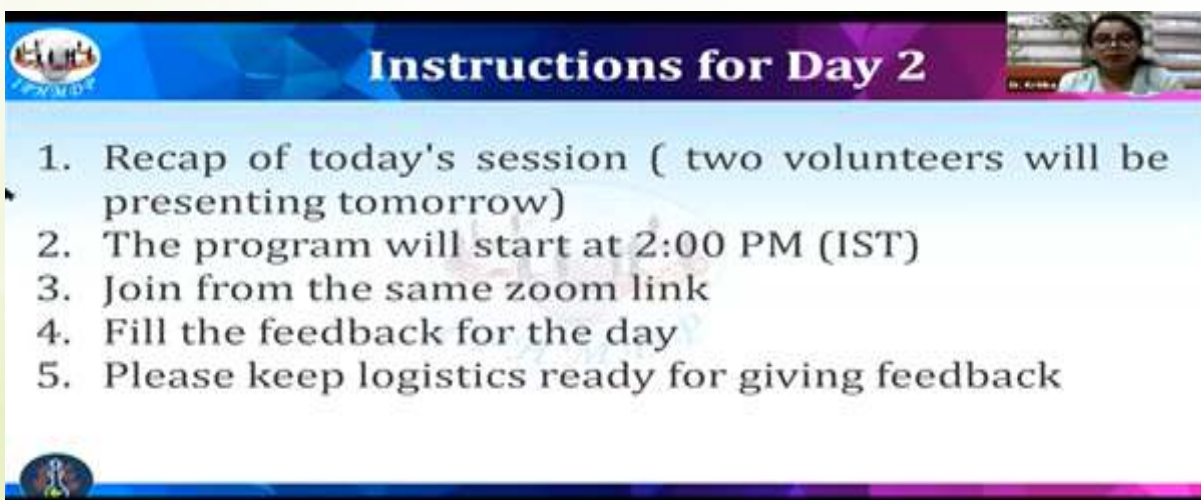 IPHMDP
Instructions for Day 2
1. Recap of today's session ( two volunteers will be
presenting tomorrow)
2. The program will start at 2:00 PM (IST)
3. Join from the same zoom link
4. Fill the feedback for the day
5. Please keep logistics ready for giving feedback